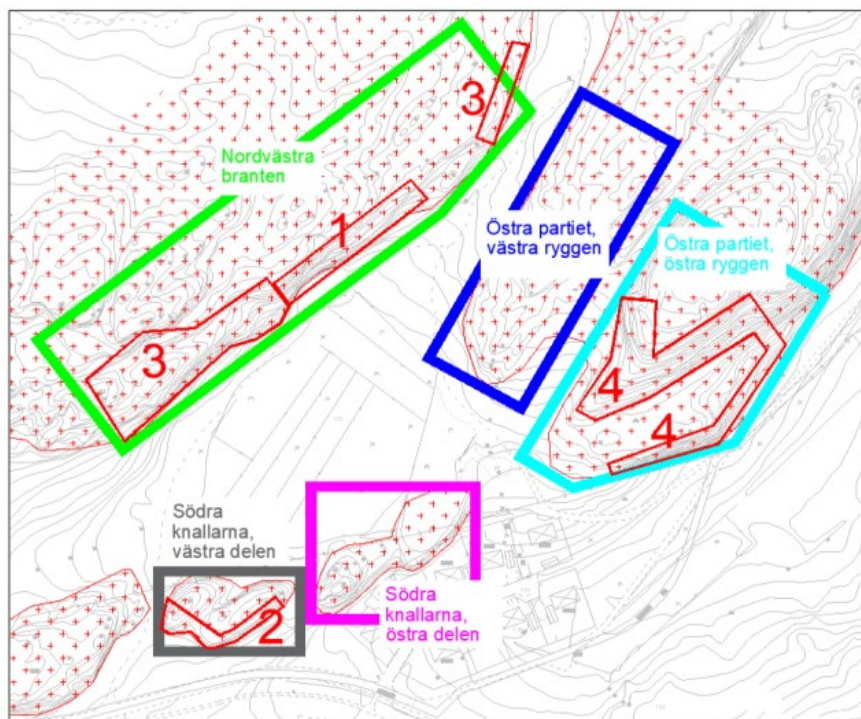 3
Nordvästra
branten
1
Östra partiet,
västra ryggen
Östra partiet,
östra ryggen
3
4
4
Södra
knallarna,
västra delen
2
Södra
knallarna,
östra delen